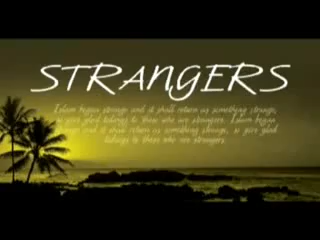 STRANGERS
Islam began strange and it shall return as something strange,
so give glad tidings to those who are strangers. Islam began
strange and it shall return as something strange, so give glad
tidings to those who are strangers.